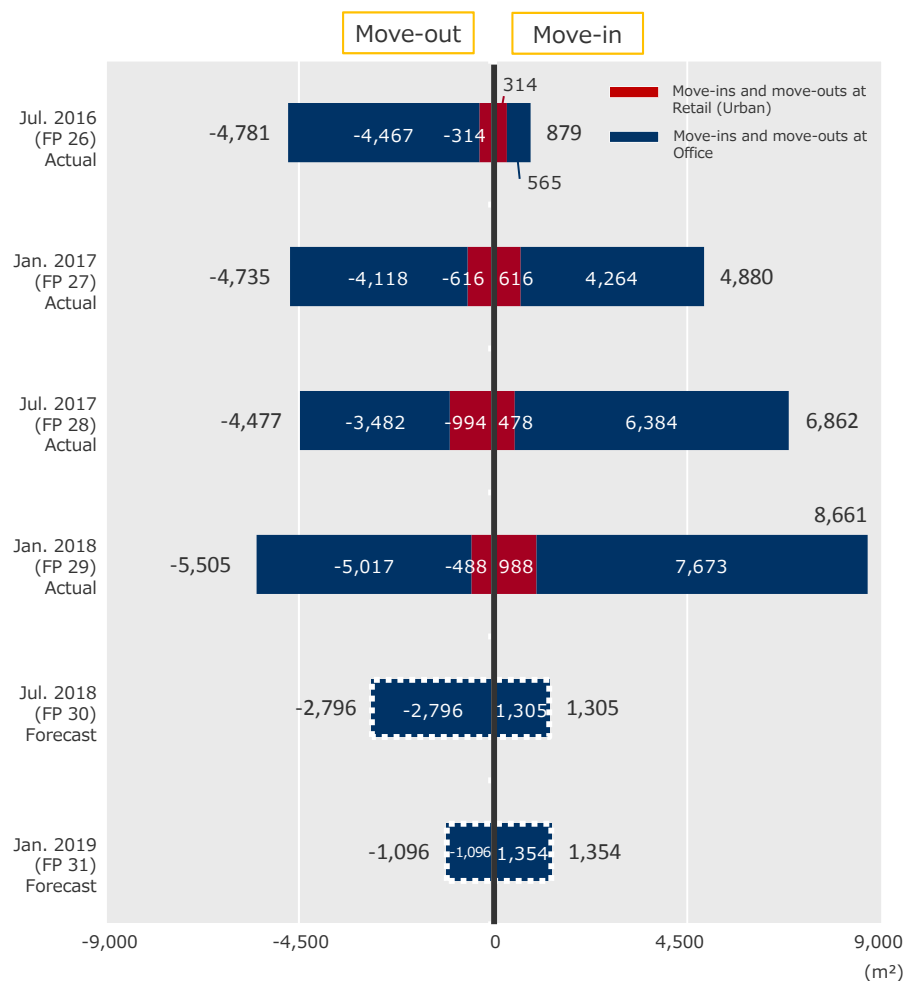 Move-out
Move-in
Jul. 2016
(FP 26)
Actual
-4,781
-4,467
-314
314
565
879
Move-ins and move-outs at
Retail (Urban)
Move-ins and move-outs at
Office
Jan. 2017
(FP 27)
Actual
-4,735
-4,118
-616
616
4,264
4,880
Jul. 2017
(FP 28)
Actual
-4,477
-3,482
-994
478
6,384
6,862
Jan. 2018
(FP 29)
Actual
-5,505
-5,017
-488
988
7,673
8,661
Jul. 2018
(FP 30)
Forecast
-2,796
-2,796
1,305
1,305
Jan. 2019
(FP 31)
Forecast
-1,096
-1,096
1,354
1,354
-9,000
-4,500
0
4,500
9,000
(m²)